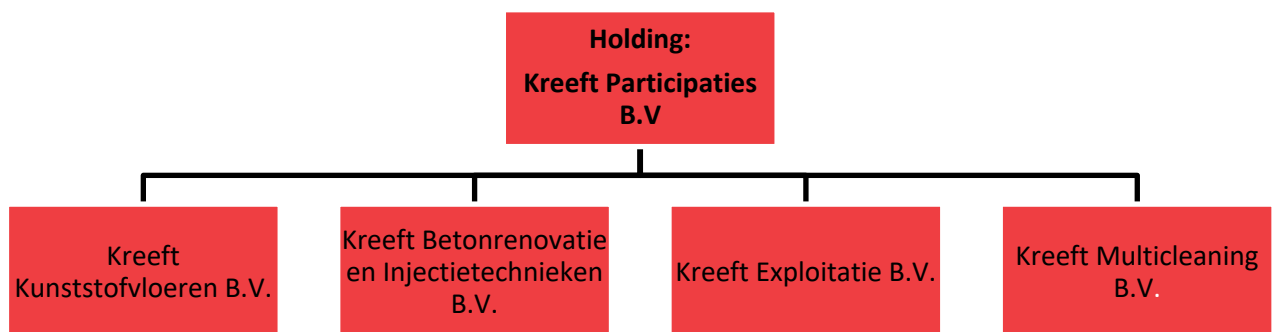 Holding:
Kreeft Participaties
B.V
Kreeft
Kunststofvloeren B.V.
Kreeft Betonrenovatie
en Injectietechnieken
B.V.
Kreeft Exploitatie B.V.
Kreeft Multicleaning
B.V.